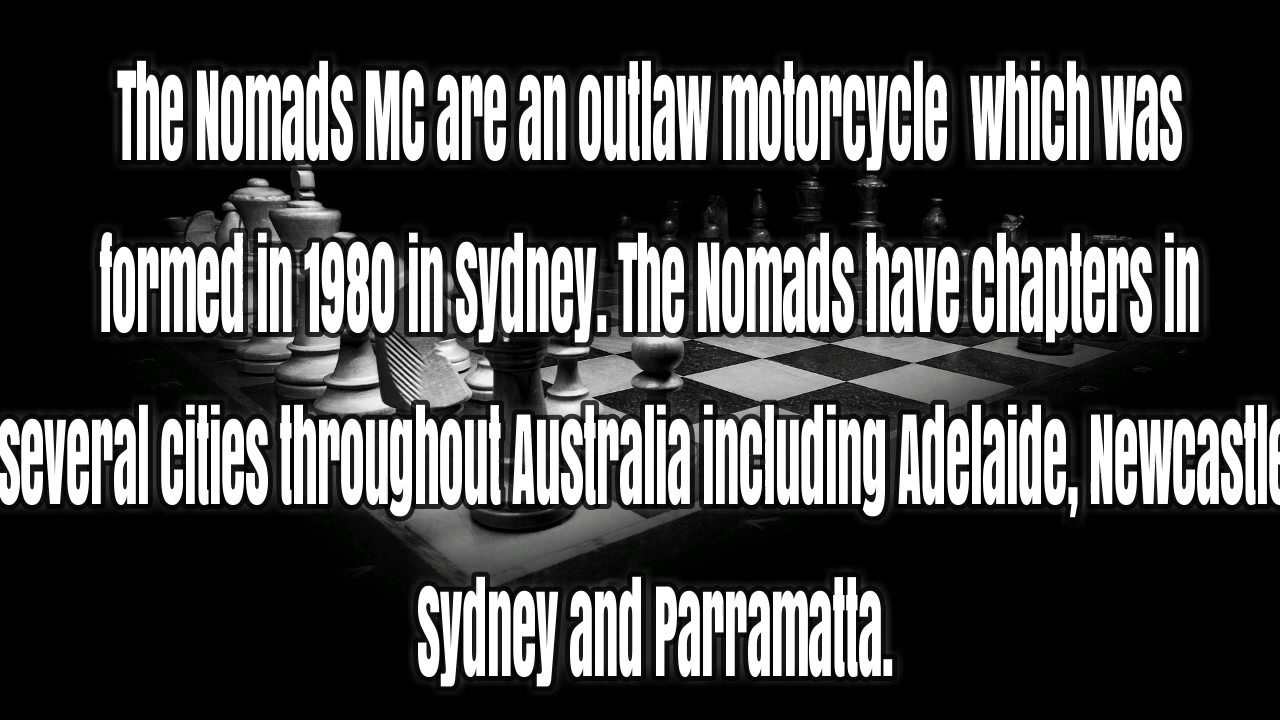 The Nomads MC are an outlaw motorcycle  which was
formed in 1980 in Sydney. The Nomads have chapters in
several cities throughout Australia including Adelaide, Newcastle
Sydney and Parramatta.